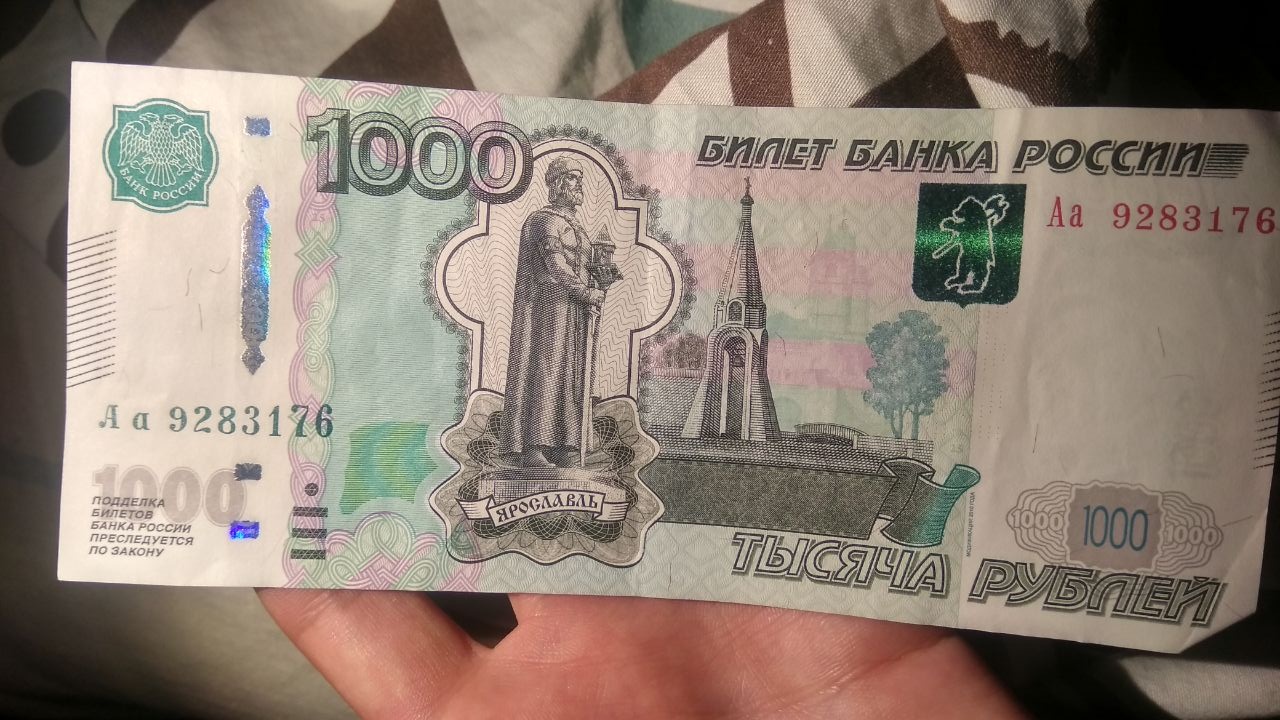 БАНК РОССИИ
1000
БИЛЕТ БАНКА РОССИИ
Аа 9283176
Аа 9283176
1000
ПОДДЕЛКА
БИЛЕТОВ
БАНКА РОССИИ
ПРЕСЛЕДУЕТСЯ
ПО ЗАКОНУ
ЯРОСЛАВЛЬ
МОДИФИКАЦИЯ 2010 ГОДА
1000 1000 1000
ТЫСЯЧА РУБЛЕЙ